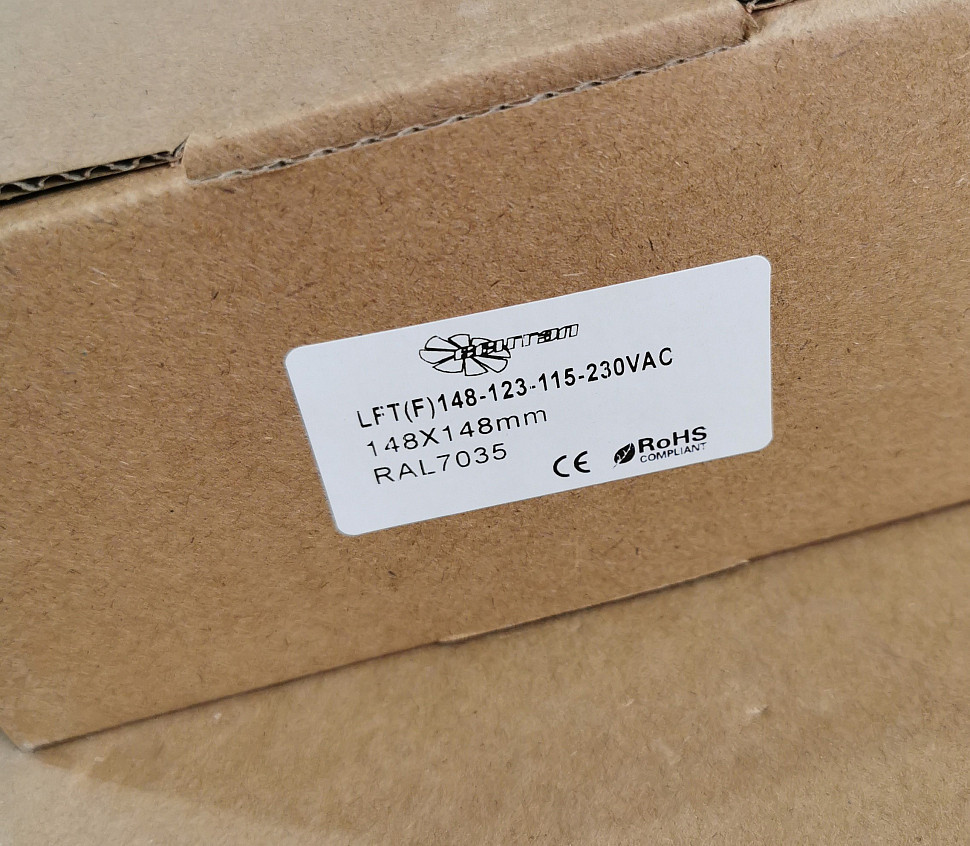 LFT(F)148-123-115-230VAC
148X148mm
RAL7035
CE
RoHS
COMPLIANT